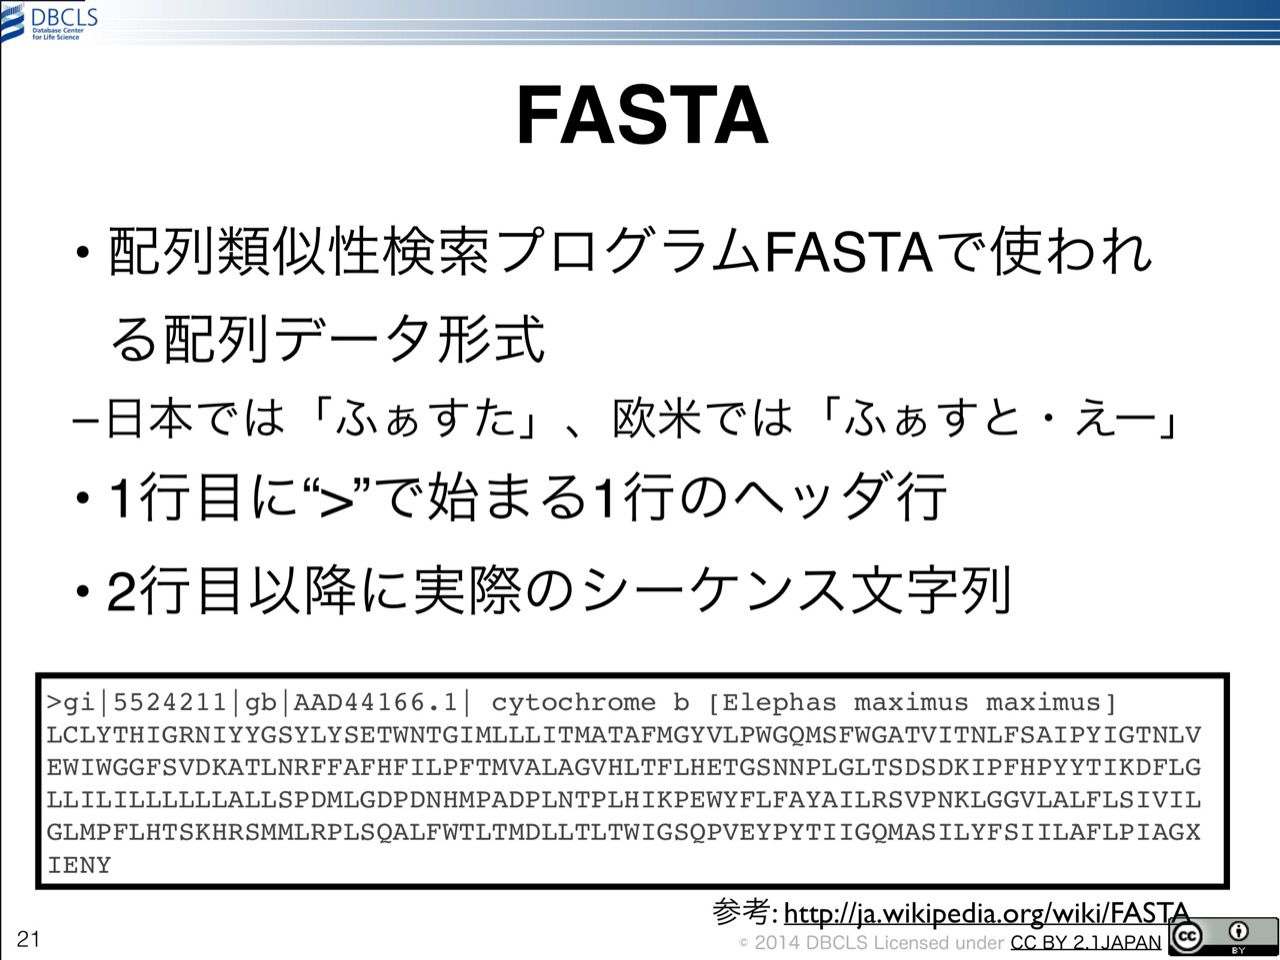 DBCLS
Database Center
for Life Science
FASTA
• 配列類似性検索プログラムFASTAで使われ
る配列データ形式
–日本では「ふぁすた」、欧米では「ふぁすと・えー」
• 1行目に“>”で始まる1行のヘッダ行
• 2行目以降に実際のシーケンス文字列
>gi|5524211|gb|AAD44166.1| cytochrome b [Elephas maximus maximus]
LCLYTHIGRNIYYGSYLYSETWNTGIMLLLITMATAFMGYVLPWGQMSFWGATVITNLFSAIPYIGTNLV
EWIWGGFSVDKATLNRFFAFHFILPFTMVALAGVHLTFLHETGSNNPLGLTSDSDKIPFHPYYTIKDFLG
LLILILLLLLLALLSPDMLGDPDNHMPADPLNTPLHIKPEWYFLFAYAILRSVPNKLGGVLALFLSIVIL
GLMPFLHTSKHRSMMLRPLSQALFWTLTMDLLTLTWIGSQPVEYPYTIIGQMASILYFSIILAFLPIAGX
IENY
参考: http://ja.wikipedia.org/wiki/FASTA
21
© 2014 DBCLS Licensed under CC BY 2.1JAPAN
cc
BY